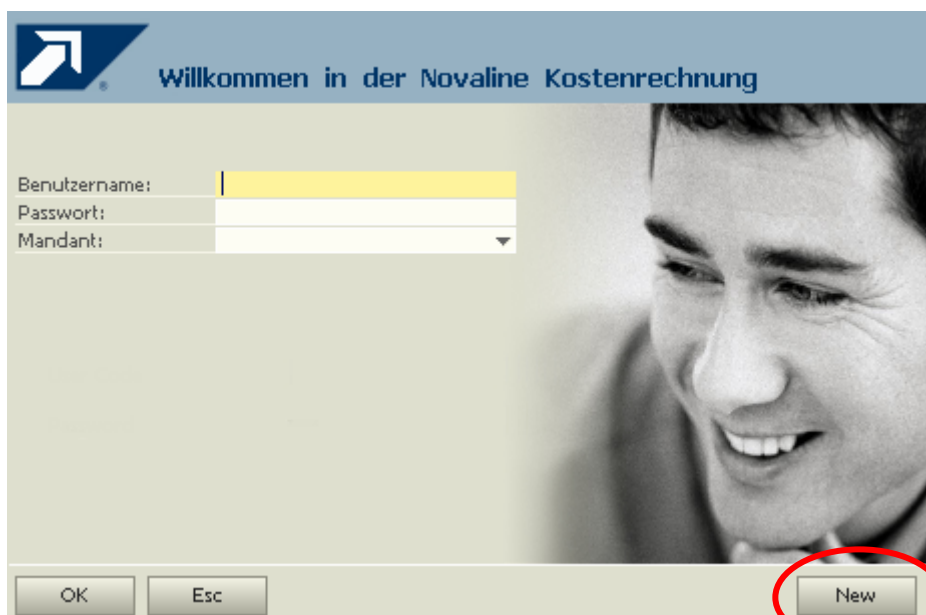 Willkommen in der Novaline Kostenrechnung
Benutzername:
Passwort:
Mandant:
OK Esc New